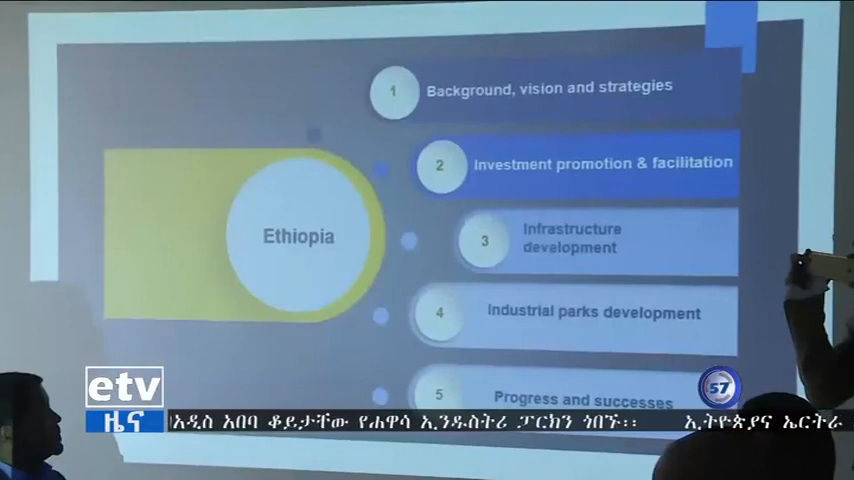 1
Background, vision and strategies
2
Investment promotion & facilitation
Ethiopia
3
Infrastructure
development
4
Industrial parks development
5
Progress and successes
etv
57
ዜና
አዲስ አበባ ቆይታቸው የሐዋሳ ኢንዱስትሪ ፓርክን ጎበኙ፡፡ ኢትዮጵያና ኤርትራ